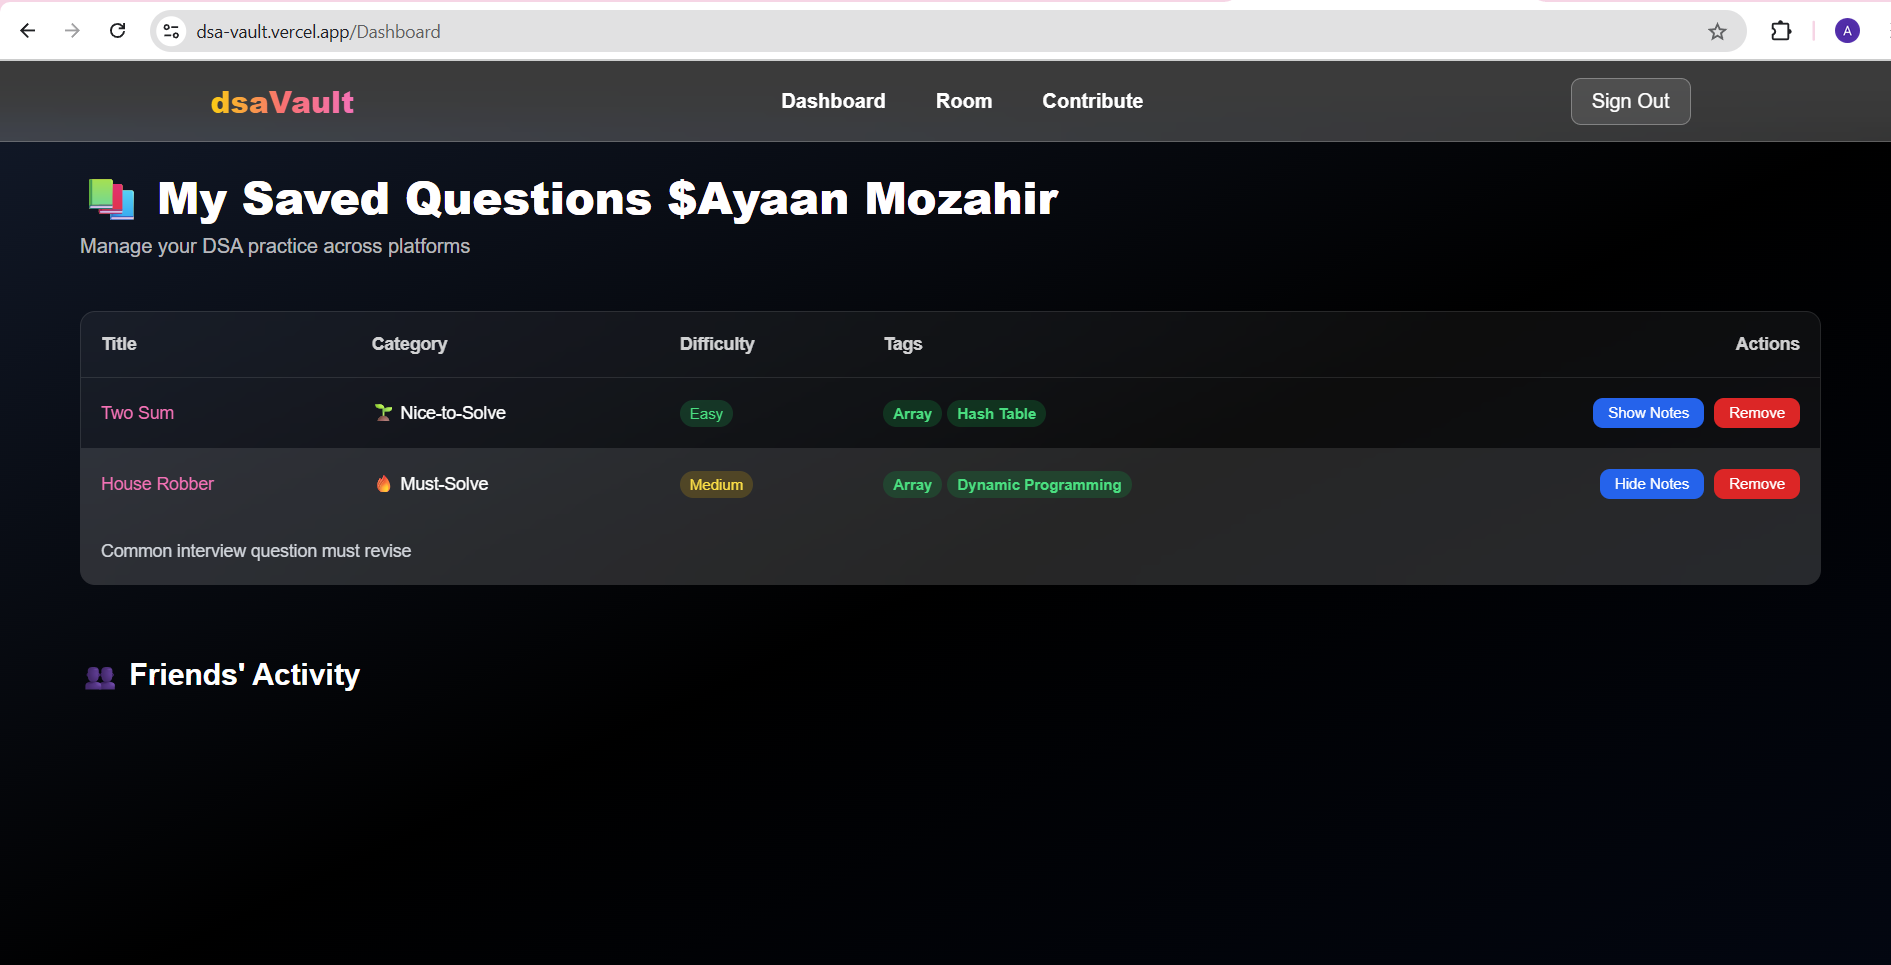 dsa-vault.vercel.app/Dashboard
A
dsaVault
Dashboard
Room
Contribute
Sign Out
My Saved Questions $Ayaan Mozahir
Manage your DSA practice across platforms
Title Category Difficulty Tags Actions
Two Sum Nice-to-Solve Easy Array Hash Table Show Notes Remove
House Robber Must-Solve Medium Array Dynamic Programming Hide Notes Remove
Common interview question must revise
Friends' Activity